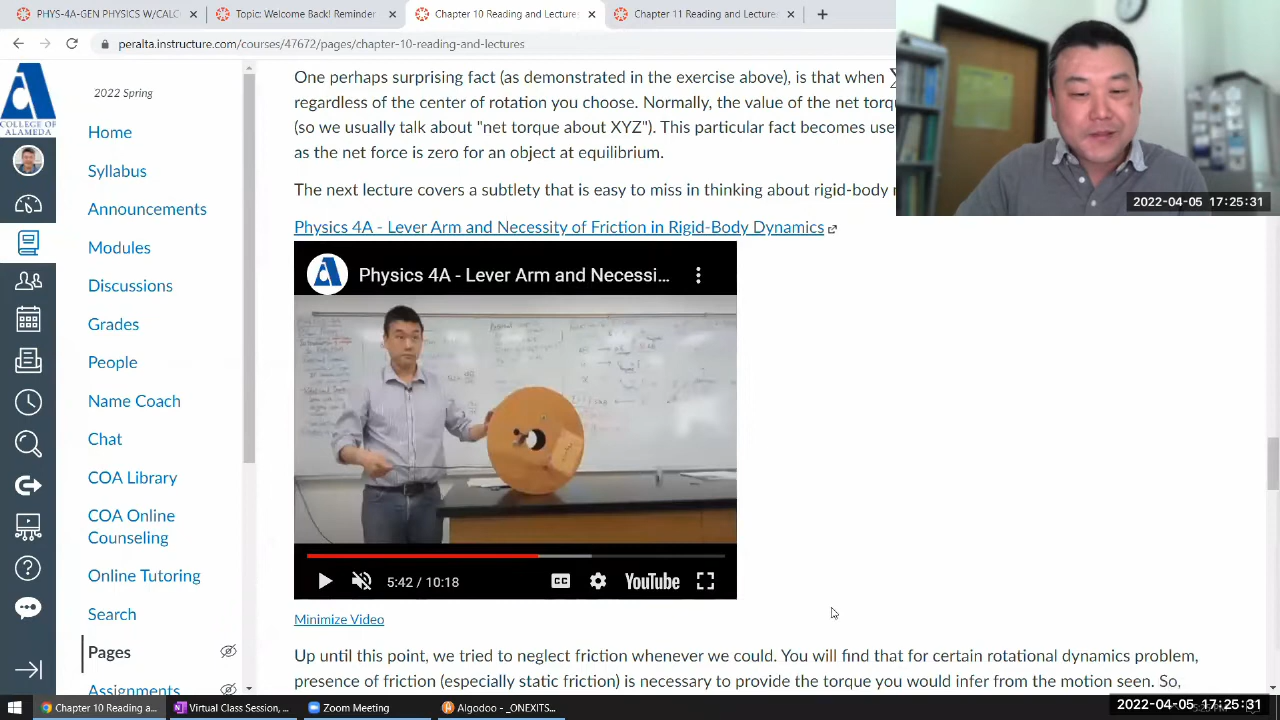 PHYS-4A-GEN PHYSICS W/CALC
Topic: Welcome Back! Reminder
Chapter 10 Reading and Lectures
Chapter 11 Reading and Lectures
peralta.instructure.com/courses/47672/pages/chapter-10-reading-and-lectures
COLLEGE OF
ALAMEDA
2022 Spring
Home
Syllabus
Announcements
Modules
Discussions
Grades
People
Name Coach
Chat
COA Library
COA Online
Counseling
Online Tutoring
Search
Pages
Assignments
One perhaps surprising fact (as demonstrated in the exercise above), is that when
regardless of the center of rotation you choose. Normally, the value of the net torq
(so we usually talk about "net torque about XYZ"). This particular fact becomes use
as the net force is zero for an object at equilibrium.
The next lecture covers a subtlety that is easy to miss in thinking about rigid-body
Physics 4A - Lever Arm and Necessity of Friction in Rigid-Body Dynamics
Physics 4A - Lever Arm and Necessi...
5:42 / 10:18
CC
YouTube
Minimize Video
Up until this point, we tried to neglect friction whenever we could. You will find that for certain rotational dynamics problem,
presence of friction (especially static friction) is necessary to provide the torque you would infer from the motion seen. So,
2022-04-05 17:25:31
Chapter 10 Reading a...
Virtual Class Session, ...
Zoom Meeting
Algodoo - _ONEXITS...
2022-04-05 17:25:31